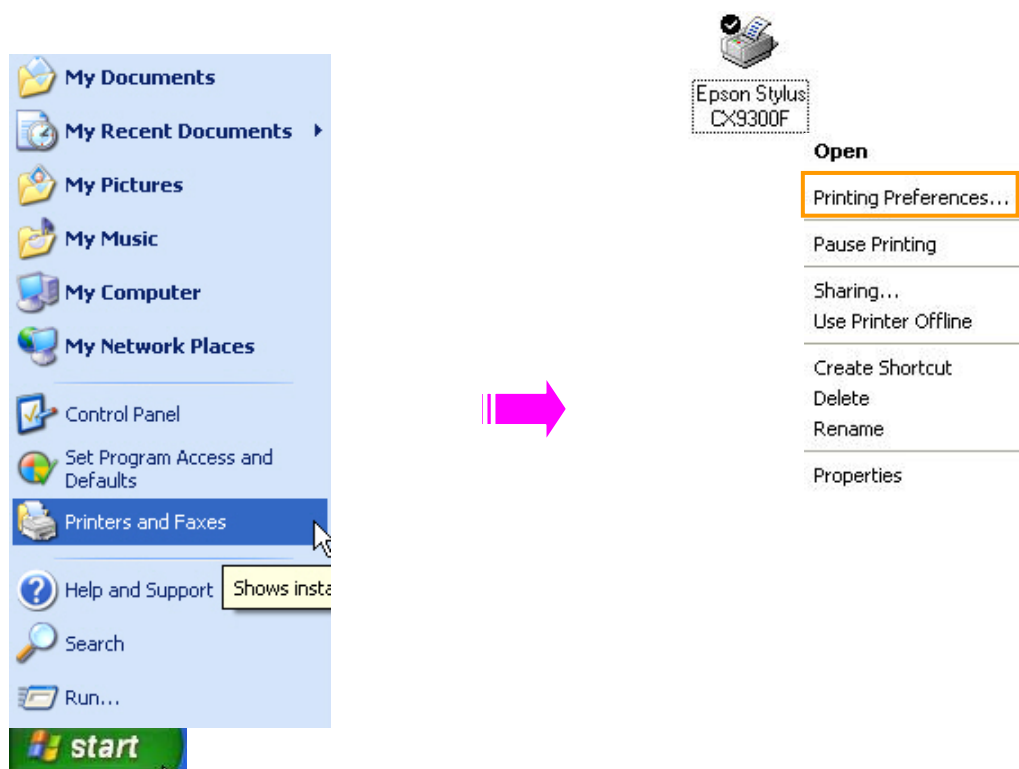 My Documents
My Recent Documents
My Pictures
My Music
My Computer
My Network Places
Control Panel
Set Program Access and
Defaults
Printers and Faxes
Help and Support
Shows insta
Search
Run...
start
Epson Stylus
CX9300F
Open
Printing Preferences...
Pause Printing
Sharing...
Use Printer Offline
Create Shortcut
Delete
Rename
Properties